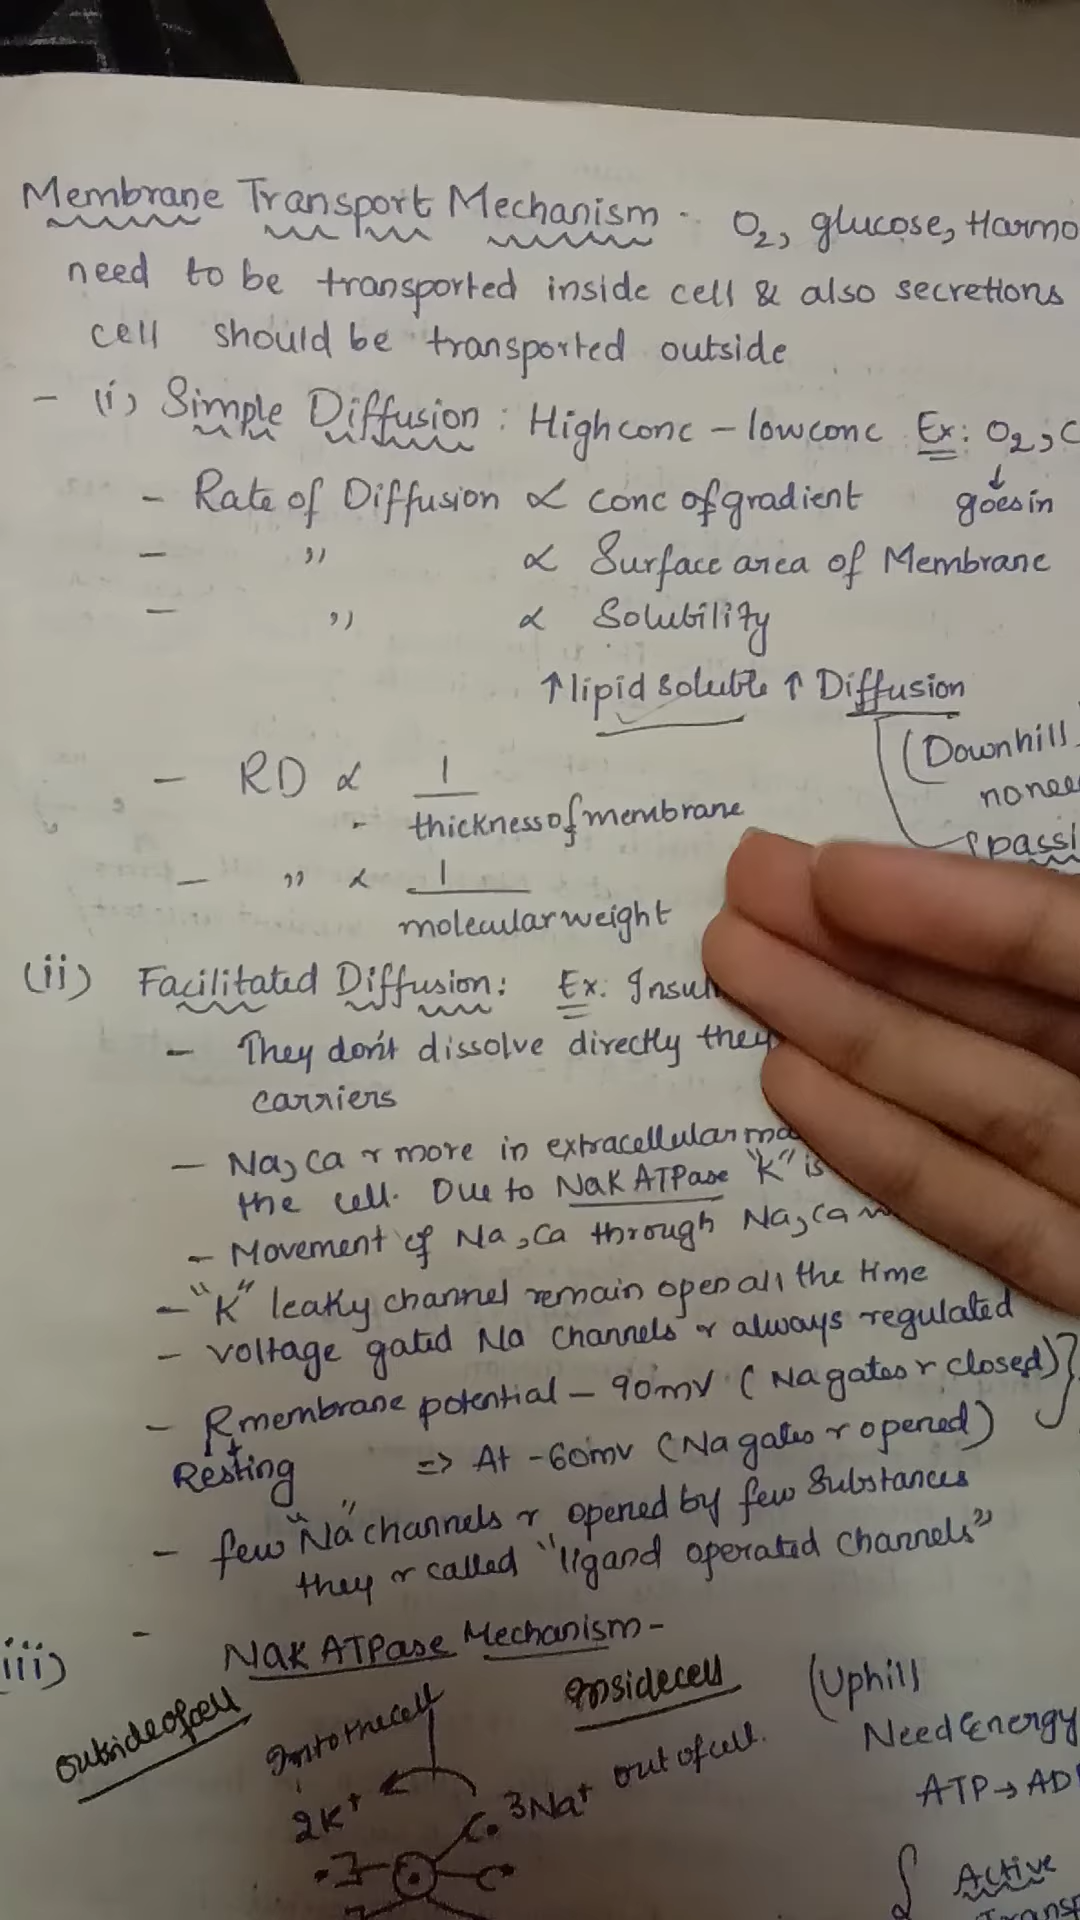 Membrane Transport Mechanism - O₂, glucose, Harmo
need to be transported inside cell & also secretions
cell should be transported outside
- (i) Simple Diffusion : High conc - low conc Ex: O₂, C
↓
goes in
- Rate of Diffusion ∝ conc of gradient
- ,, ∝ Surface area of Membrane
- ,, ∝ Solubility
↑ lipid soluble ↑ Diffusion
(Downhill
no nee
passi
- RD ∝ 1
thickness of membrane
- ,, ∝ 1
molecular weight
(ii) Facilitated Diffusion: Ex: Insul
- They don't dissolve directly they
carriers
- Na, Ca r more in extracellular ma
the cell. Due to NaK ATPase "K" is
- Movement of Na, Ca through Na, Ca
- "K" leaky channel remain open all the time
- voltage gated Na channels r always regulated
- Rmembrane potential - 90mv (Na gates r closed)}
↓
Resting => At -60mv (Na gates r opened)
- few "Na" channels r opened by few Substances
they r called "ligand operated channels"
-
iii) NaK ATPase Mechanism -
outside of cell Into the cell Inside cell (Uphill
Need Energy
2K⁺ 3Na⁺ out of cell.
ATP → AD
Active